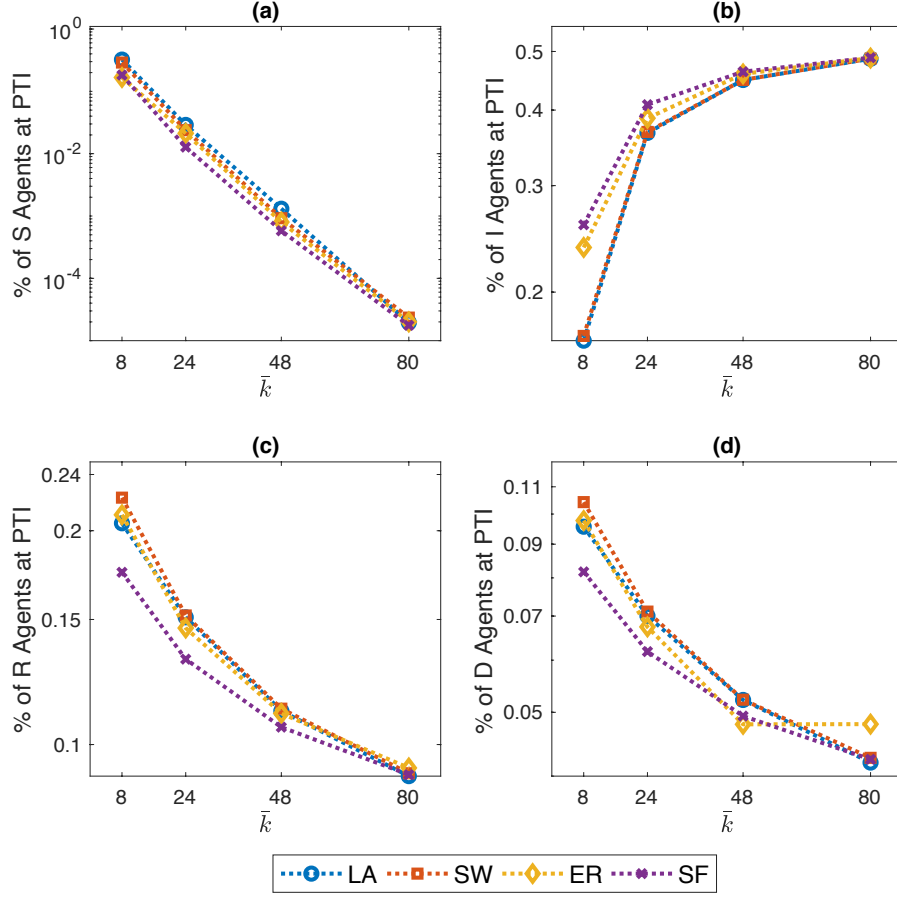 (a)
% of S Agents at PTI
10^0
10^-2
10^-4
8 24 48 80
k̄
(b)
% of I Agents at PTI
0.5
0.4
0.3
0.2
8 24 48 80
k̄
(c)
% of R Agents at PTI
0.24
0.2
0.15
0.1
8 24 48 80
k̄
(d)
% of D Agents at PTI
0.11
0.09
0.07
0.05
8 24 48 80
k̄
LA SW ER SF